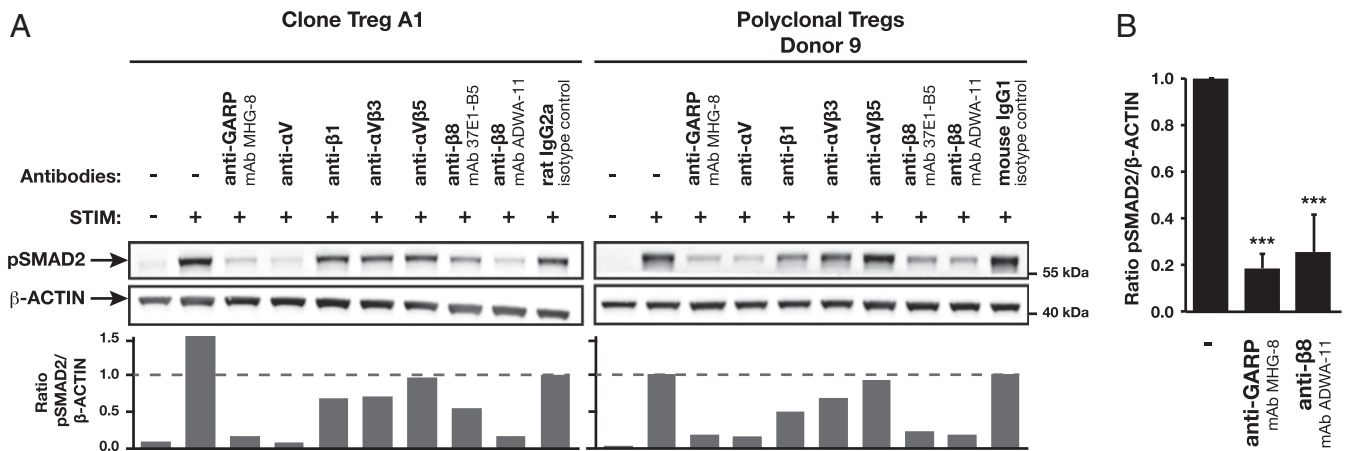 A
Clone Treg A1
Polyclonal Tregs
Donor 9
B
Antibodies:
-
-
anti-GARP
mAb MHG-8
anti-αV
anti-β1
anti-αVβ3
anti-αVβ5
anti-β8
mAb 37E1-B5
anti-β8
mAb ADWA-11
rat IgG2a
isotype control
-
-
anti-GARP
mAb MHG-8
anti-αV
anti-β1
anti-αVβ3
anti-αVβ5
anti-β8
mAb 37E1-B5
anti-β8
mAb ADWA-11
mouse IgG1
isotype control
STIM: - + + + + + + + + + - + + + + + + + + +
pSMAD2
55 kDa
β-ACTIN
40 kDa
Ratio
pSMAD2/
β-ACTIN
1.5
1.0
0.5
0.0
Ratio pSMAD2/β-ACTIN
1.0
0.8
0.6
0.4
0.2
0.0
***
***
-
anti-GARP
mAb MHG-8
anti-β8
mAb ADWA-11